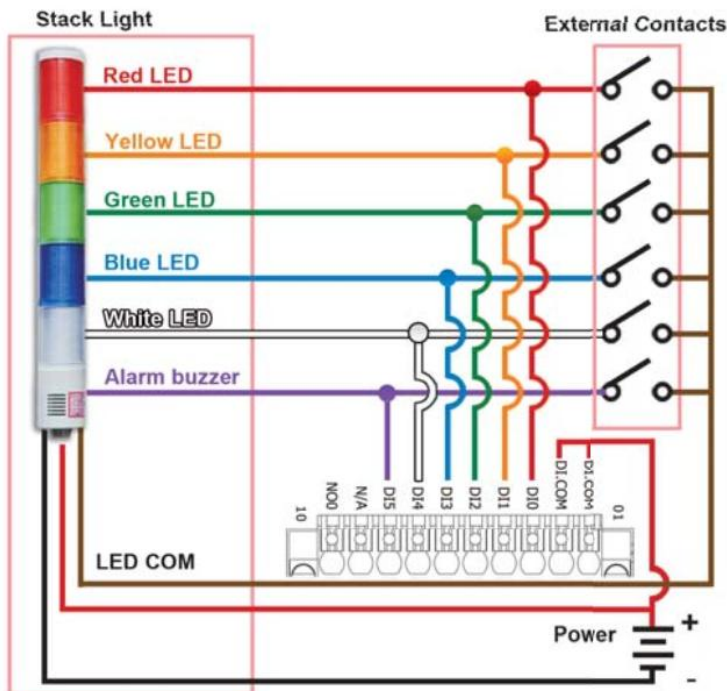 Stack Light
External Contacts
Red LED
Yellow LED
Green LED
Blue LED
White LED
Alarm buzzer
10
NO0
N/A
DI5
DI4
DI3
DI2
DI1
DI0
DI.COM
DI.COM
01
LED COM
Power
+
-